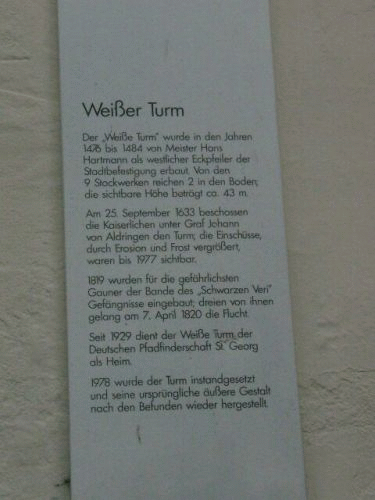 Weißer Turm
Der „Weiße Turm" wurde in den Jahren
1476 bis 1484 von Meister Hans
Hartmann als westlicher Eckpfeiler der
Stadtbefestigung erbaut. Von den
9 Stockwerken reichen 2 in den Boden;
die sichtbare Höhe beträgt ca. 43 m.
Am 25. September 1633 beschossen
die Kaiserlichen unter Graf Johann
von Aldringen den Turm; die Einschüsse,
durch Erosion und Frost vergrößert,
waren bis 1977 sichtbar.
1819 wurden für die gefährlichsten
Gauner der Bande des „Schwarzen Veri"
Gefängnisse eingebaut; dreien von ihnen
gelang am 7. April 1820 die Flucht.
Seit 1929 dient der Weiße Turm der
Deutschen Pfadfinderschaft St. Georg
als Heim.
1978 wurde der Turm instandgesetzt
und seine ursprüngliche äußere Gestalt
nach den Befunden wieder hergestellt.